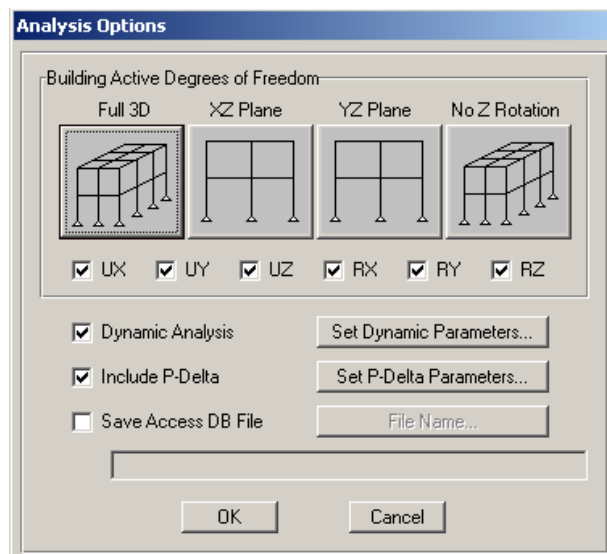 Analysis Options
Building Active Degrees of Freedom
Full 3D XZ Plane YZ Plane No Z Rotation
UX UY UZ RX RY RZ
Dynamic Analysis Set Dynamic Parameters...
Include P-Delta Set P-Delta Parameters...
Save Access DB File File Name...
OK Cancel